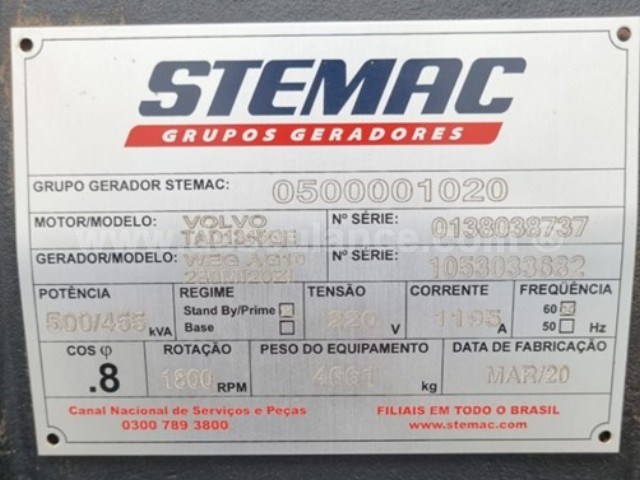 STEMAC
GRUPOS GERADORES
GRUPO GERADOR STEMAC: 0500001020
MOTOR/MODELO: VOLVO Nº SÉRIE: 0138038737
GERADOR/MODELO: WEG AG10 Nº SÉRIE: 1053033682
POTÊNCIA REGIME TENSÃO CORRENTE FREQÜÊNCIA
Stand By/Prime 60
500/455 kVA 220 V 1195 A
Base 50 Hz
COS φ ROTAÇÃO PESO DO EQUIPAMENTO DATA DE FABRICAÇÃO
.8 1800 RPM kg MAR/20
Canal Nacional de Serviços e Peças FILIAIS EM TODO O BRASIL
0300 789 3800 www.stemac.com